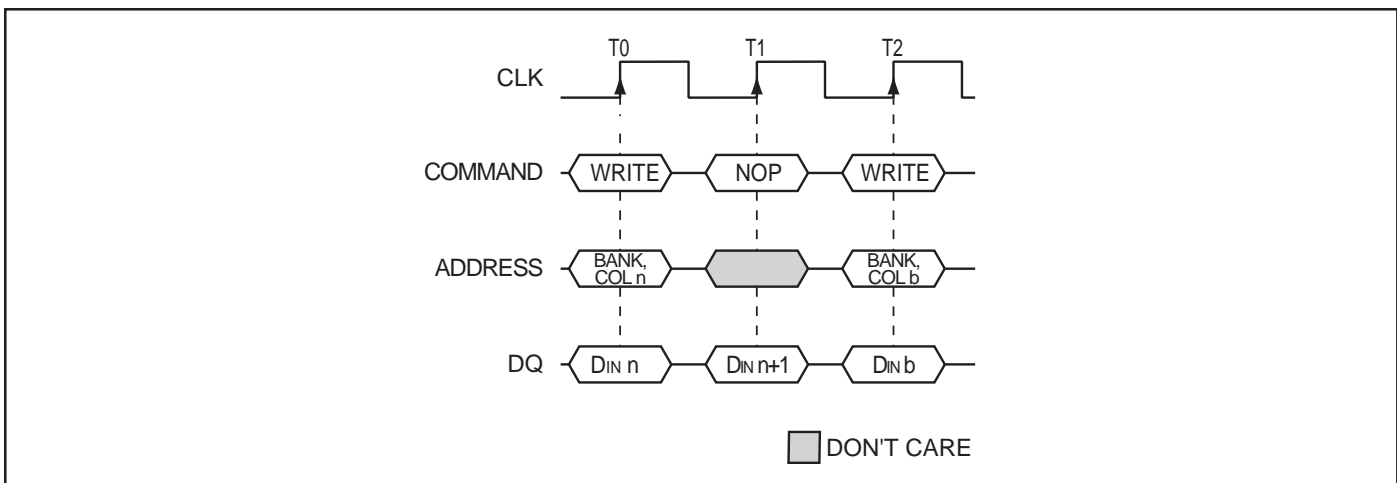 T0 T1 T2
CLK
COMMAND WRITE NOP WRITE
ADDRESS BANK, COL n BANK, COL b
DQ DIN n DIN n+1 DIN b
DON'T CARE